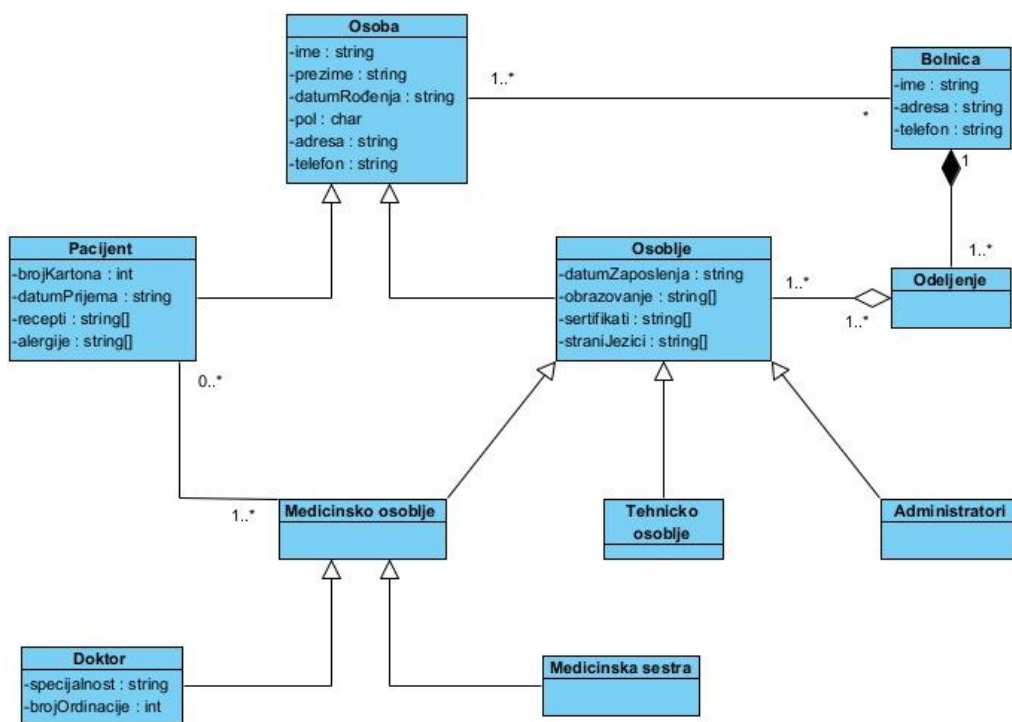 Osoba
-ime : string
-prezime : string
-datumRođenja : string
-pol : char
-adresa : string
-telefon : string
1..*
*
Bolnica
-ime : string
-adresa : string
-telefon : string
1
1..*
Pacijent
-brojKartona : int
-datumPrijema : string
-recepti : string[]
-alergije : string[]
0..*
Osoblje
-datumZaposlenja : string
-obrazovanje : string[]
-sertifikati : string[]
-straniJezici : string[]
1..*
1..*
Odeljenje
1..*
Medicinsko osoblje
Tehnicko
osoblje
Administratori
Doktor
-specijalnost : string
-brojOrdinacije : int
Medicinska sestra